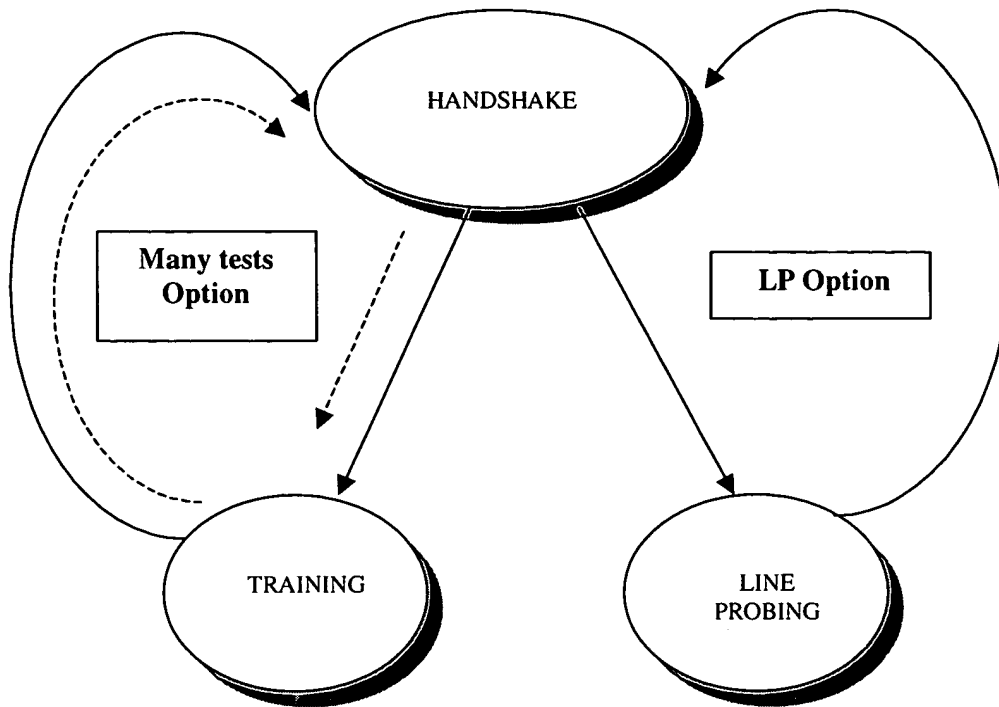 HANDSHAKE
Many tests
Option
LP Option
TRAINING
LINE
PROBING